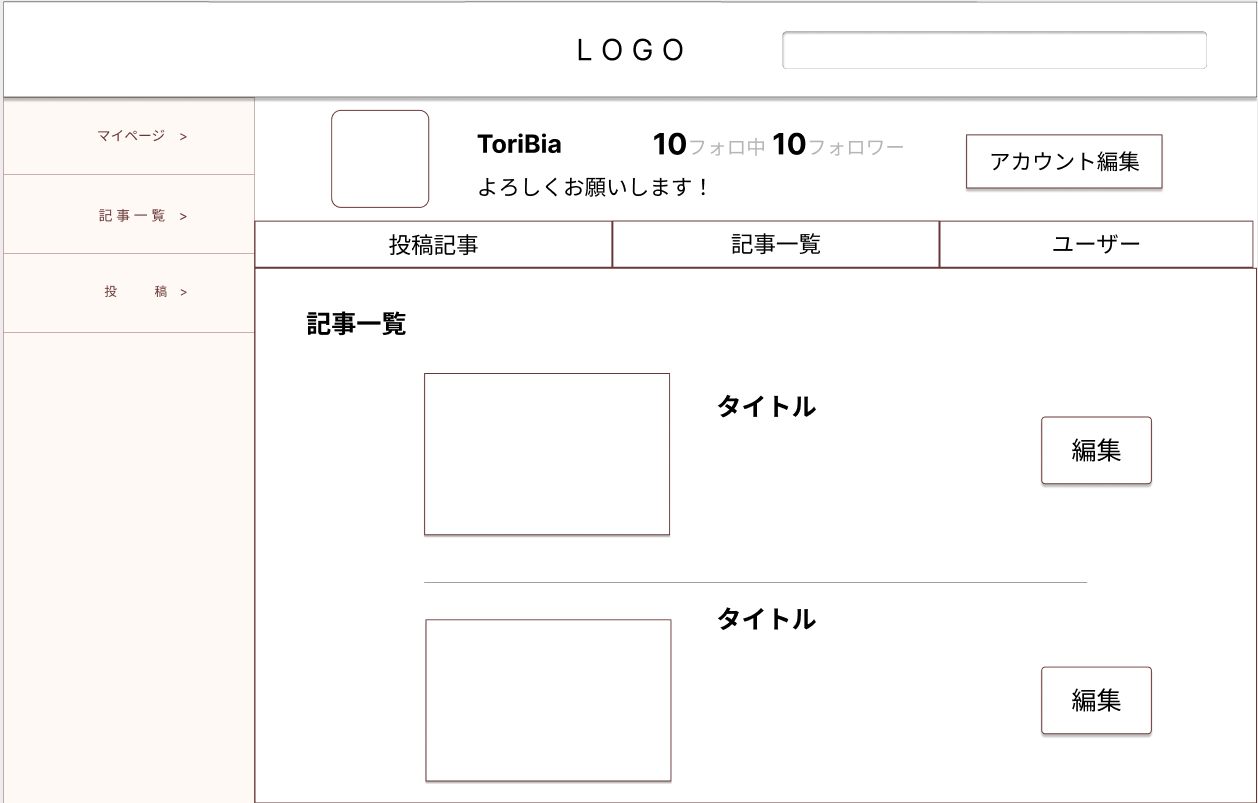 LOGO
マイページ >
記事一覧 >
投 稿 >
ToriBia 10フォロ中 10フォロワー
よろしくお願いします！
アカウント編集
投稿記事 記事一覧 ユーザー
記事一覧
タイトル
編集
タイトル
編集